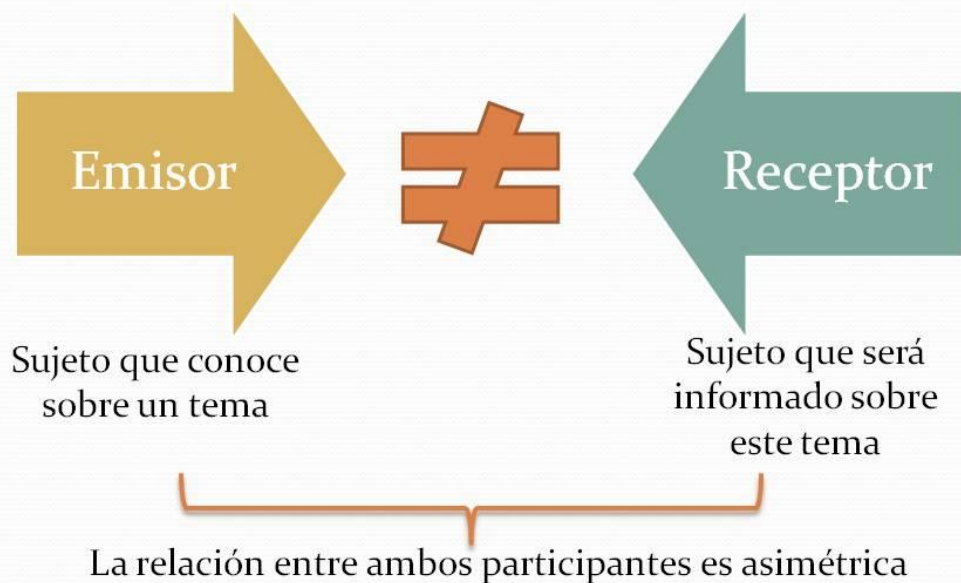 Emisor
Receptor
Sujeto que conoce
sobre un tema
Sujeto que será
informado sobre
este tema
La relación entre ambos participantes es asimétrica